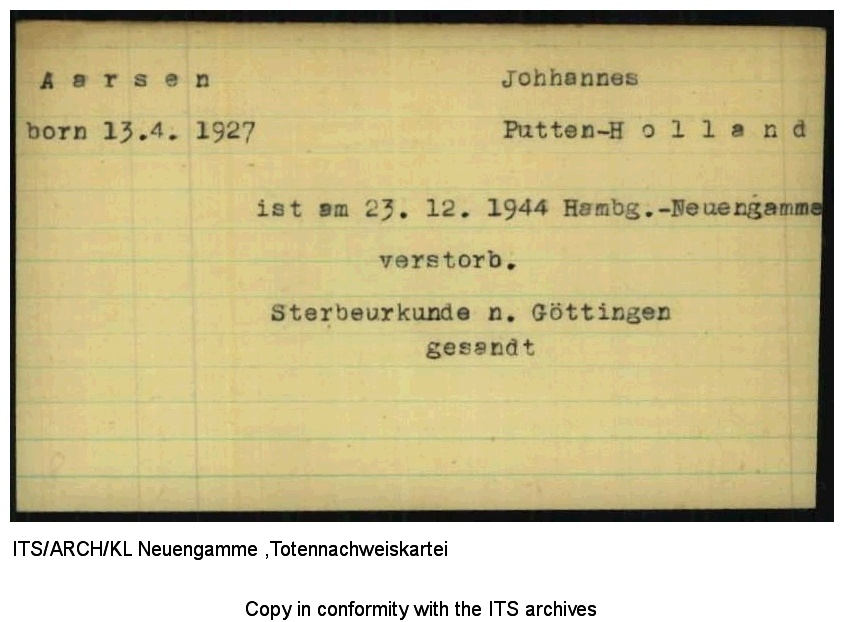 A a r s e n Johhannes
born 13.4. 1927 Putten-H o l l a n d
ist am 23. 12. 1944 Hambg.-Neuengamme
verstorb.
Sterbeurkunde n. Göttingen
gesandt
ITS/ARCH/KL Neuengamme ,Totennachweiskartei
Copy in conformity with the ITS archives